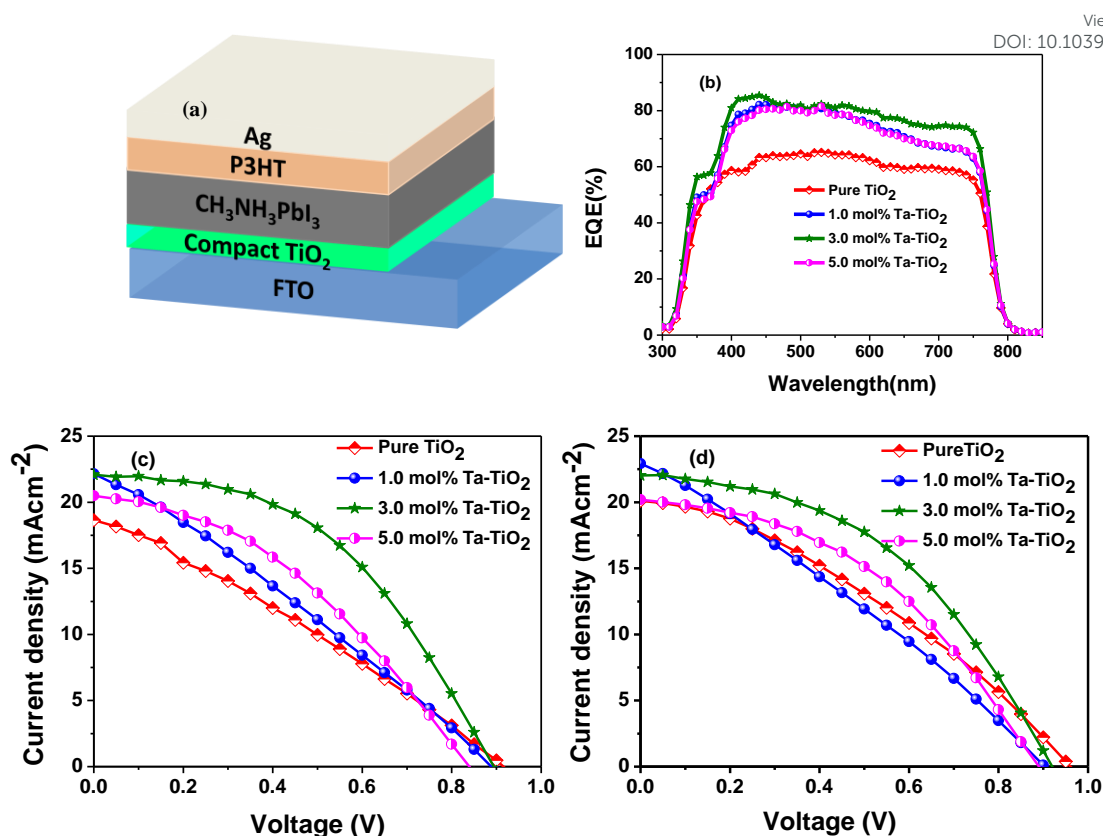 Vie
DOI: 10.1039
(a)
Ag
P3HT
CH₃NH₃PbI₃
Compact TiO₂
FTO
(b)
EQE(%)
100
80
60
40
20
0
Pure TiO₂
1.0 mol% Ta-TiO₂
3.0 mol% Ta-TiO₂
5.0 mol% Ta-TiO₂
300 400 500 600 700 800
Wavelength(nm)
(c)
Current density (mAcm⁻²)
25
20
15
10
5
0
Pure TiO₂
1.0 mol% Ta-TiO₂
3.0 mol% Ta-TiO₂
5.0 mol% Ta-TiO₂
0.0 0.2 0.4 0.6 0.8 1.0
Voltage (V)
(d)
Current density (mAcm⁻²)
25
20
15
10
5
0
PureTiO₂
1.0 mol% Ta-TiO₂
3.0 mol% Ta-TiO₂
5.0 mol% Ta-TiO₂
0.0 0.2 0.4 0.6 0.8 1.0
Voltage (V)